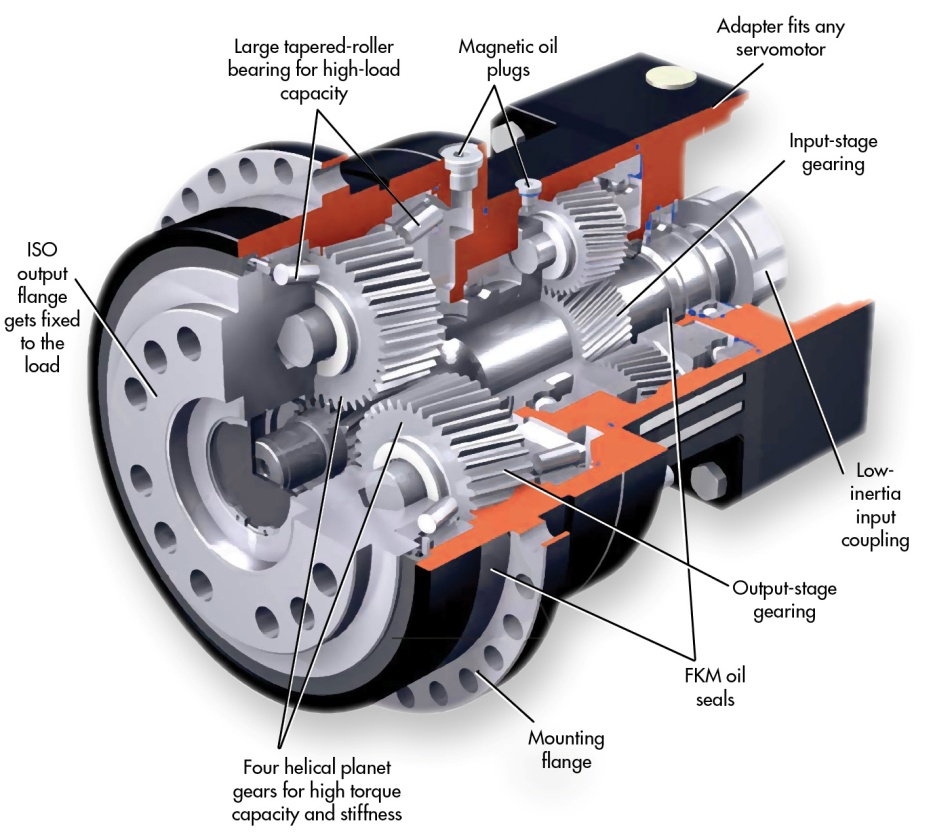 Adapter fits any
servomotor
Large tapered-roller
bearing for high-load
capacity
Magnetic oil
plugs
Input-stage
gearing
ISO
output
flange
gets fixed
to the
load
Low-
inertia
input
coupling
Output-stage
gearing
FKM oil
seals
Mounting
flange
Four helical planet
gears for high torque
capacity and stiffness